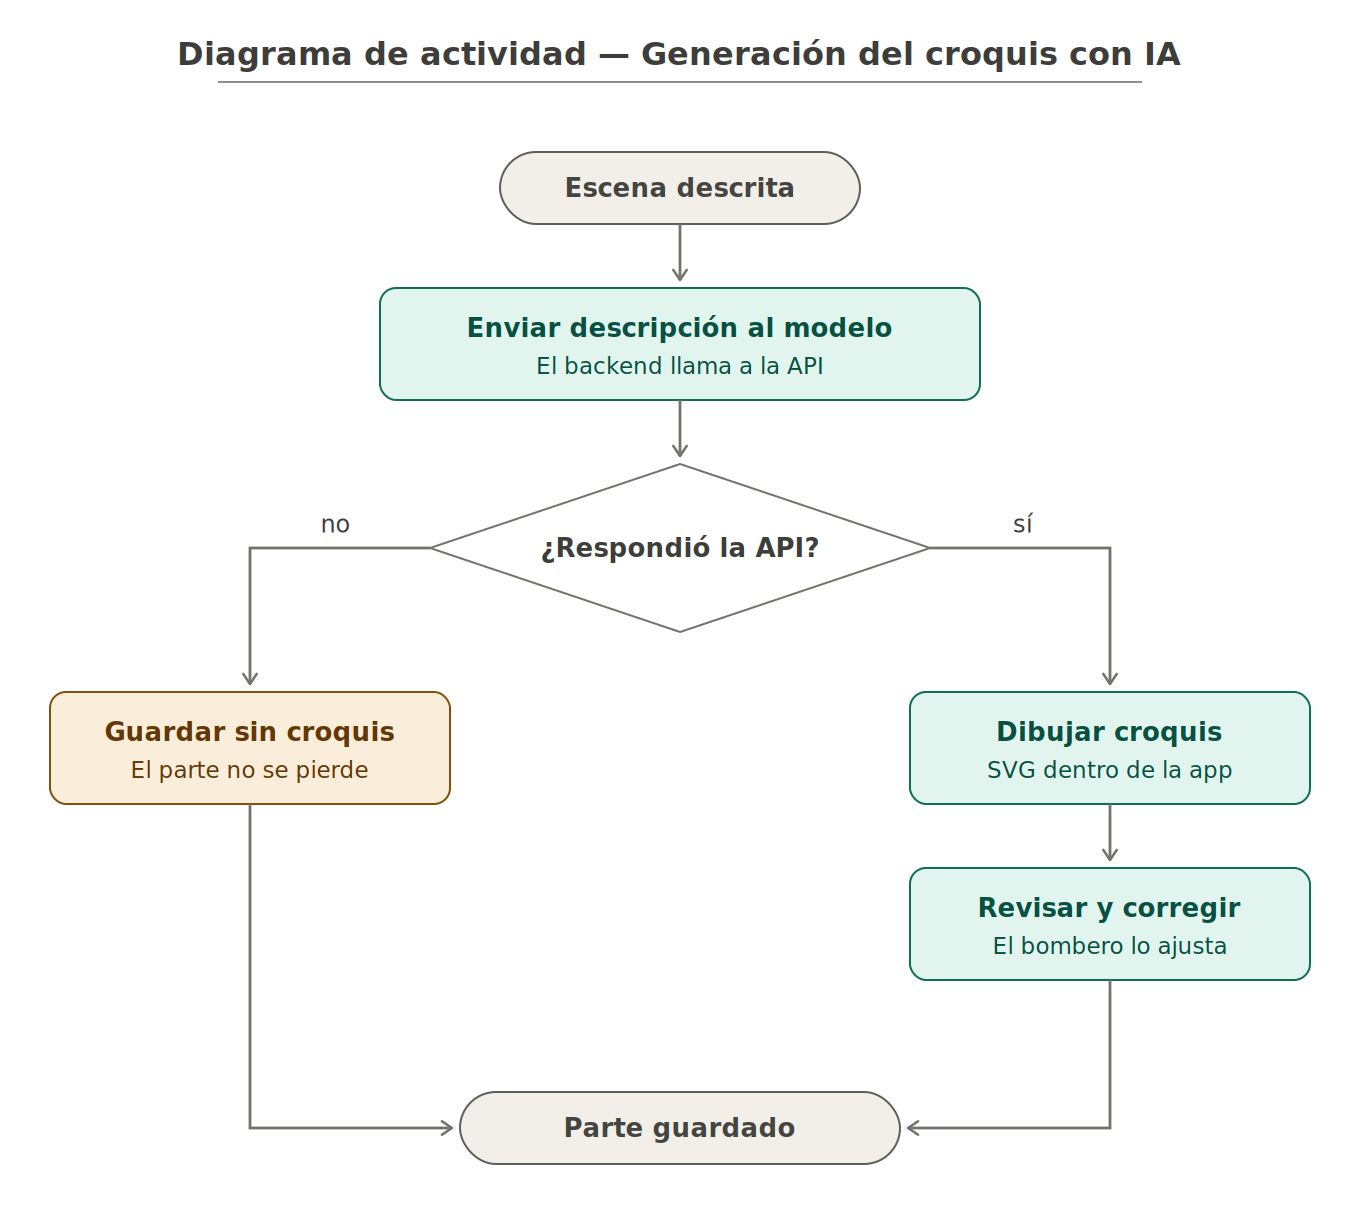 Diagrama de actividad — Generación del croquis con IA
Escena descrita
Enviar descripción al modelo
El backend llama a la API
¿Respondió la API?
no
sí
Guardar sin croquis
El parte no se pierde
Dibujar croquis
SVG dentro de la app
Revisar y corregir
El bombero lo ajusta
Parte guardado